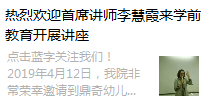 热烈欢迎首席讲师李慧霞来学前
教育开展讲座
点击蓝字关注我们！
2019年4月12日，我院非
常荣幸邀请到鼎奇幼儿...